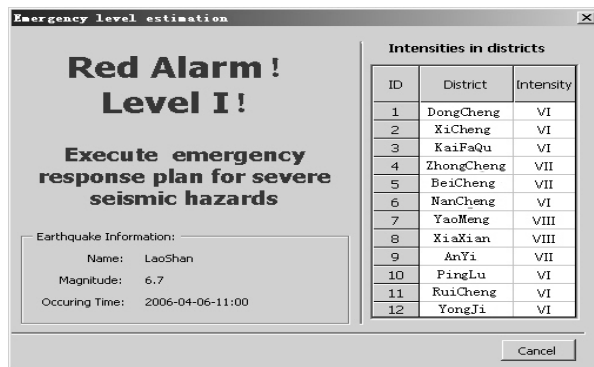 Emergency level estimation
Red Alarm!
Level I!
Execute emergency
response plan for severe
seismic hazards
Earthquake Information:
Name: LaoShan
Magnitude: 6.7
Occuring Time: 2006-04-06-11:00
Intensities in districts
ID District Intensity
1 DongCheng VI
2 XiCheng VI
3 KaiFaQu VI
4 ZhongCheng VII
5 BeiCheng VII
6 NanCheng VI
7 YaoMeng VIII
8 XiaXian VIII
9 AnYi VII
10 PingLu VI
11 RuiCheng VI
12 YongJi VI
Cancel